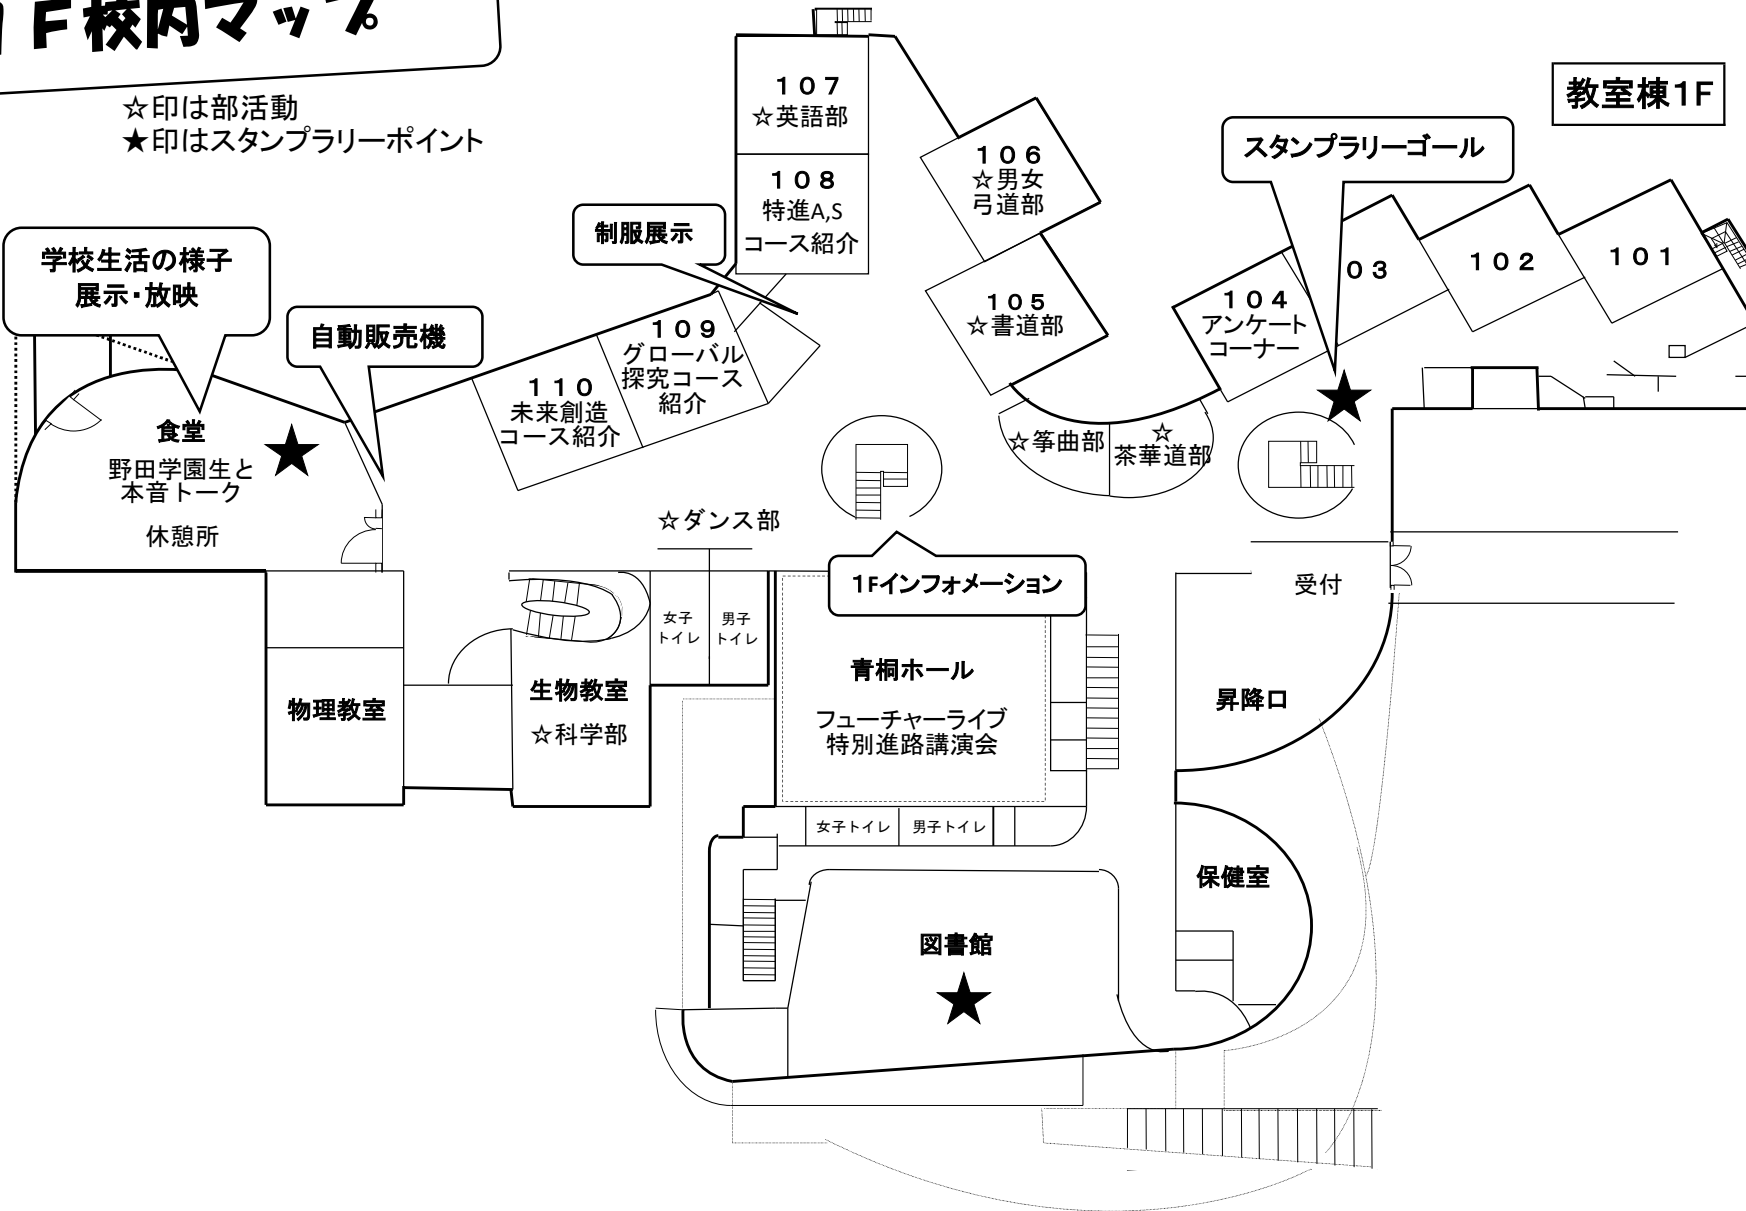 1F校内マップ
☆印は部活動
★印はスタンプラリーポイント
教室棟1F
107
☆英語部
108
特進A,S
コース紹介
106
☆男女
弓道部
スタンプラリーゴール
制服展示
学校生活の様子
展示・放映
自動販売機
03
102
101
105
☆書道部
104
アンケート
コーナー
109
グローバル
探究コース
紹介
110
未来創造
コース紹介
食堂
★
野田学園生と
本音トーク
休憩所
☆箏曲部
☆
茶華道部
★
☆ダンス部
1Fインフォメーション
受付
女子
トイレ
男子
トイレ
青桐ホール
フューチャーライブ
特別進路講演会
物理教室
生物教室
☆科学部
昇降口
女子トイレ
男子トイレ
保健室
図書館
★